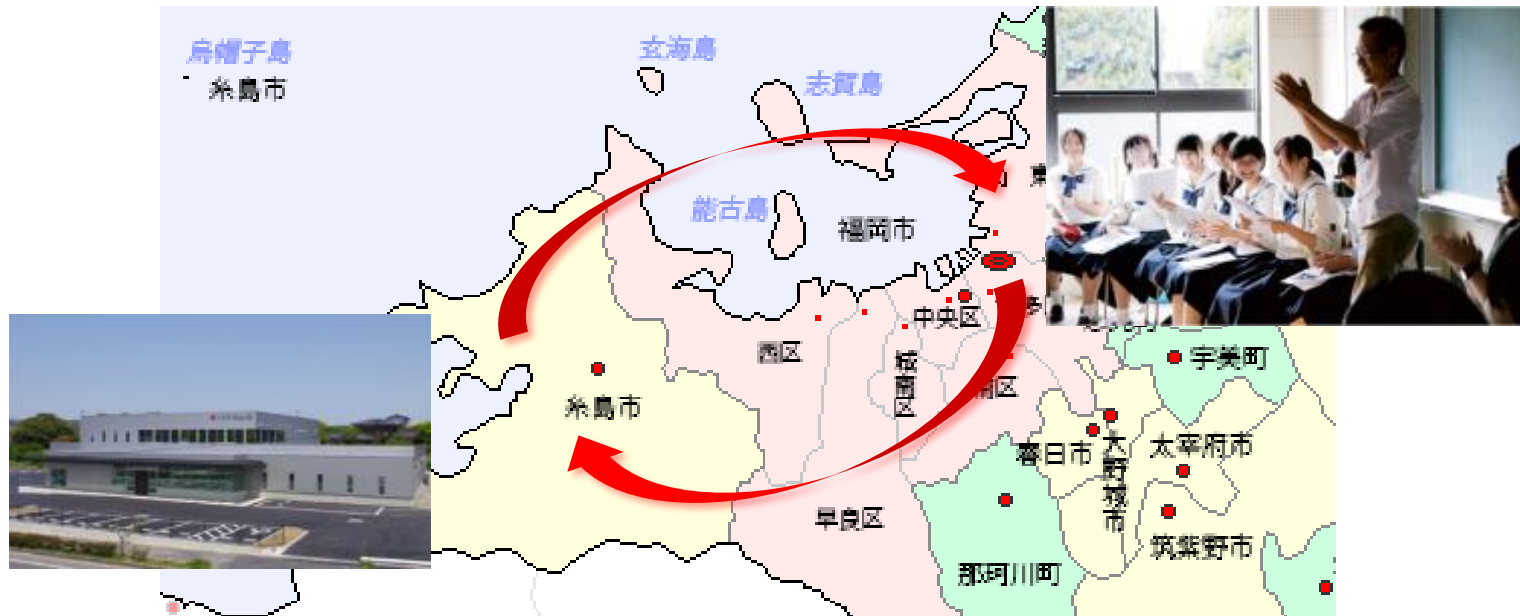 烏帽子島
糸島市
玄海島
志賀島
能古島
福岡市
東
中央区
西区
城南区
南区
糸島市
宇美町
春日市
大野城市
太宰府市
早良区
筑紫野市
那珂川町